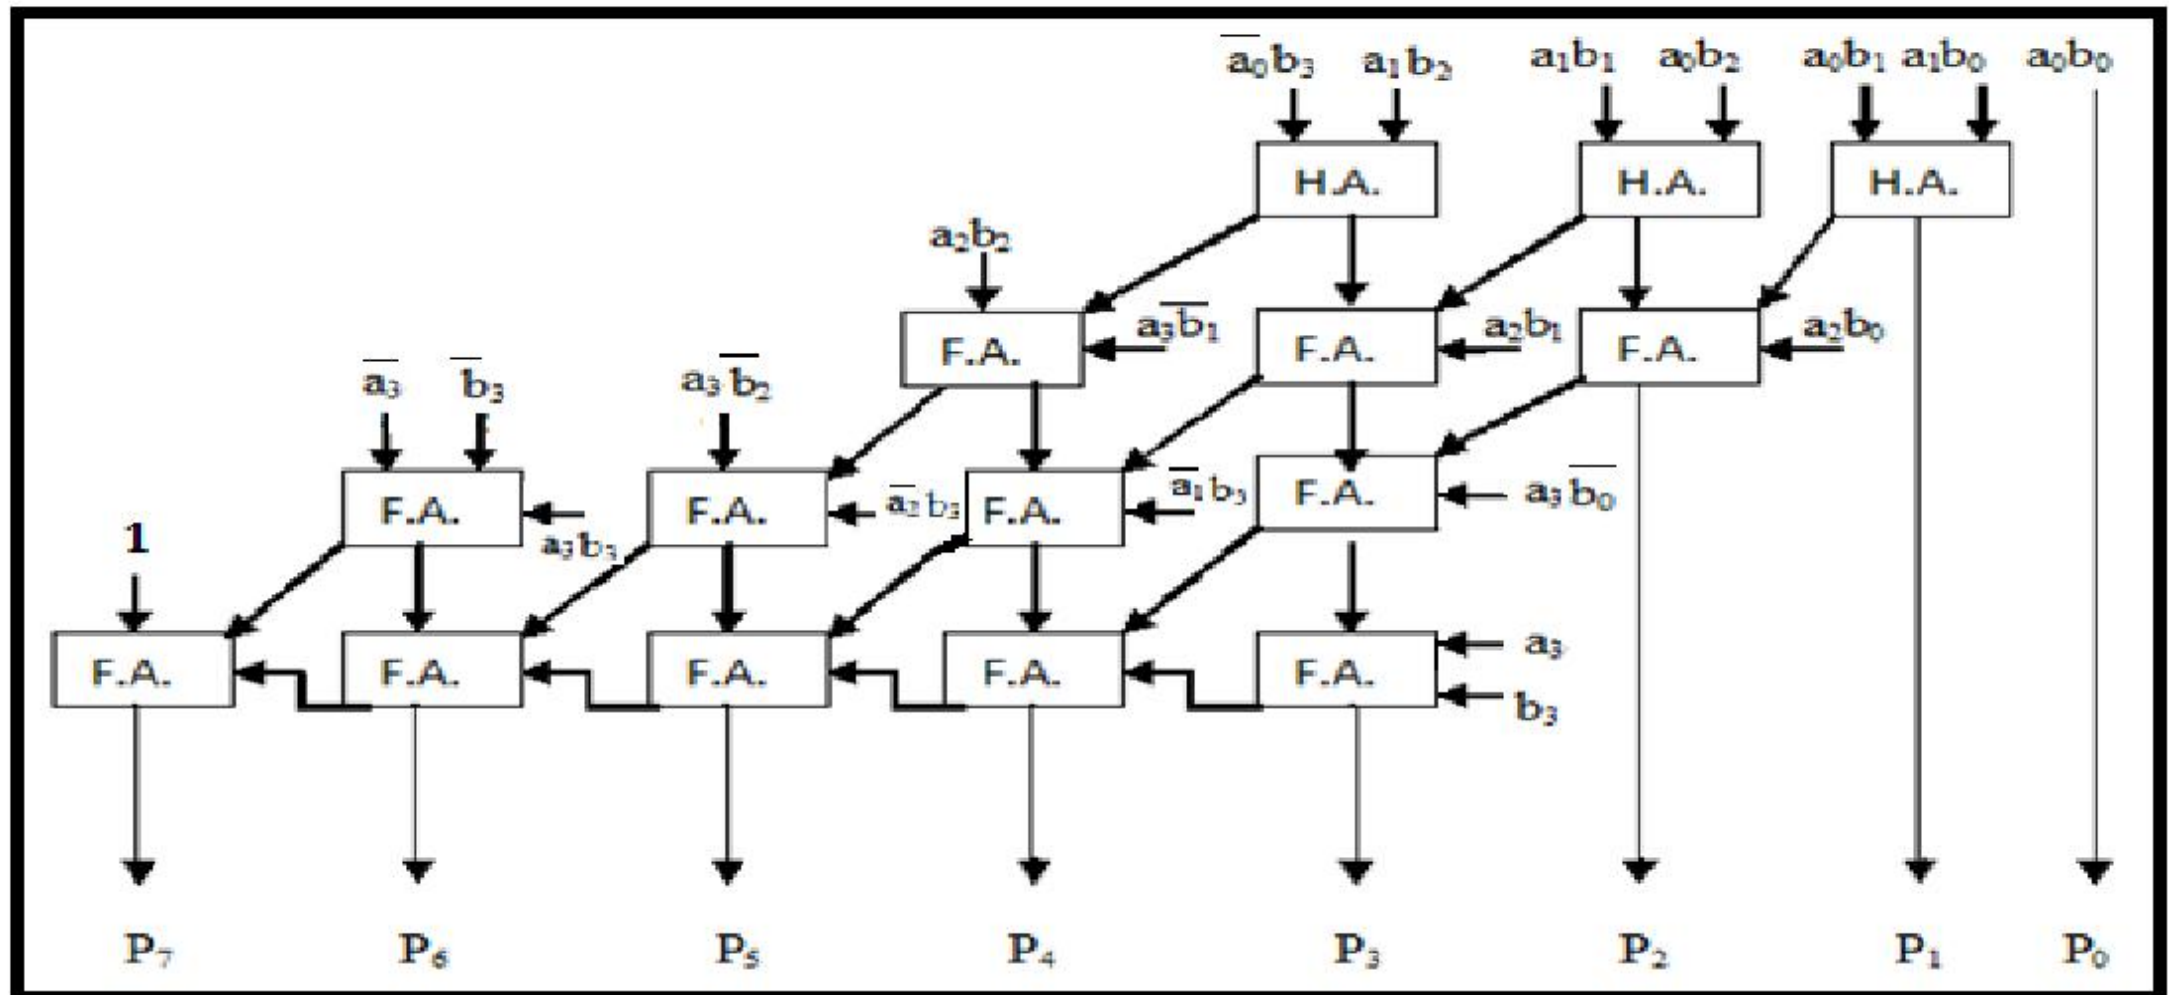 a̅₀b₃ a₁b₂ a₁b₁ a₀b₂ a₀b₁ a₁b₀ a₀b₀
H.A. H.A. H.A.
a₂b₂
a₃b̅₁ a₂b₁ a₂b₀
F.A. F.A. F.A.
a̅₃ b̅₃ a₃b̅₂
a̅₂b₃ a̅₁b₃ a₃b̅₀
F.A. F.A. F.A. F.A.
1 a₃b₃
a₃
F.A. F.A. F.A. F.A. F.A.
b₃
P₇ P₆ P₅ P₄ P₃ P₂ P₁ P₀